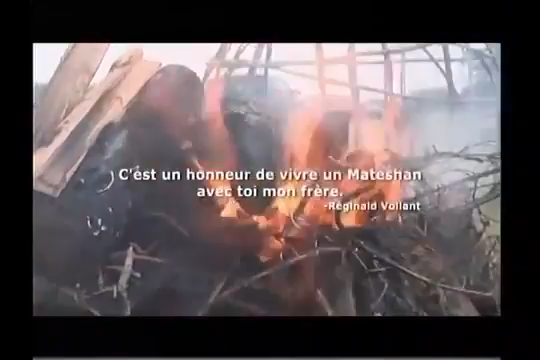 C'est un honneur de vivre un Mateshan
avec toi mon frère.
-Réginald Vollant